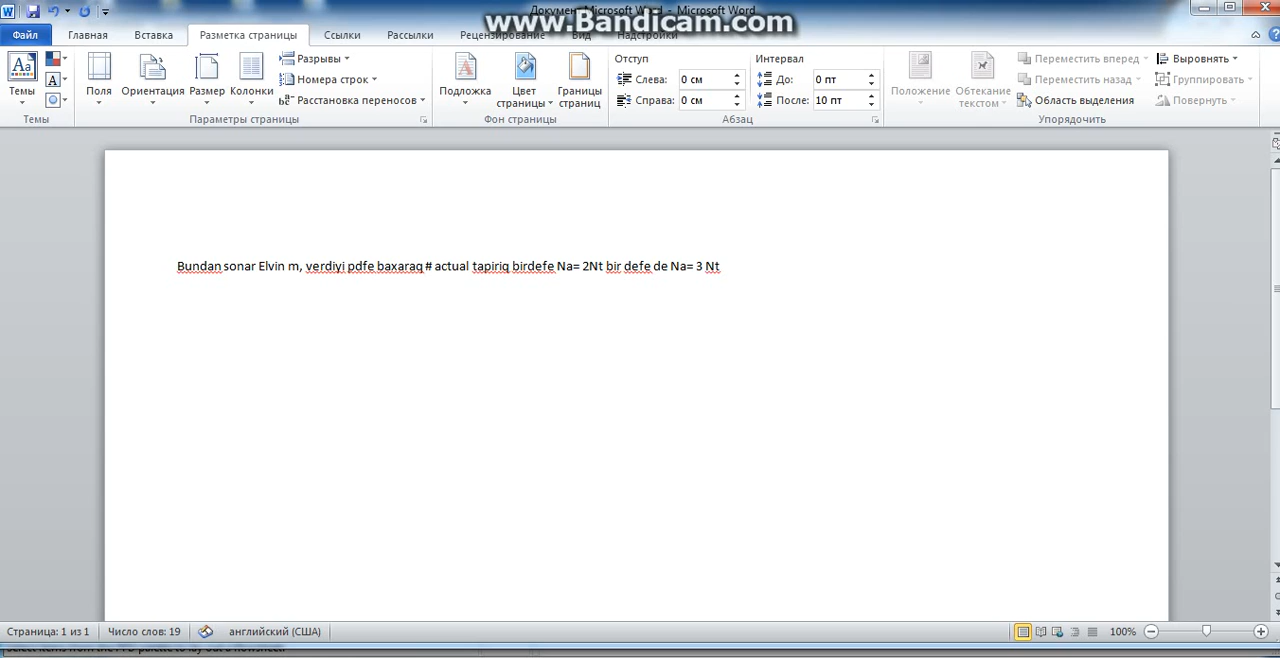 Документ Microsoft Word - Microsoft Word
www.Bandicam.com
Файл Главная Вставка Разметка страницы Ссылки Рассылки Рецензирование Вид Надстройки
Темы
Темы
Поля Ориентация Размер Колонки
Разрывы
Номера строк
Расстановка переносов
Параметры страницы
Подложка Цвет страницы Границы страниц
Фон страницы
Отступ
Слева: 0 см
Справа: 0 см
Интервал
До: 0 пт
После: 10 пт
Абзац
Положение Обтекание текстом
Переместить вперед
Переместить назад
Область выделения
Выровнять
Группировать
Повернуть
Упорядочить
Bundan sonar Elvin m, verdiyi pdfe baxaraq # actual tapiriq birdefe Na= 2Nt bir defe de Na= 3 Nt
Страница: 1 из 1 Число слов: 19 английский (США) 100%